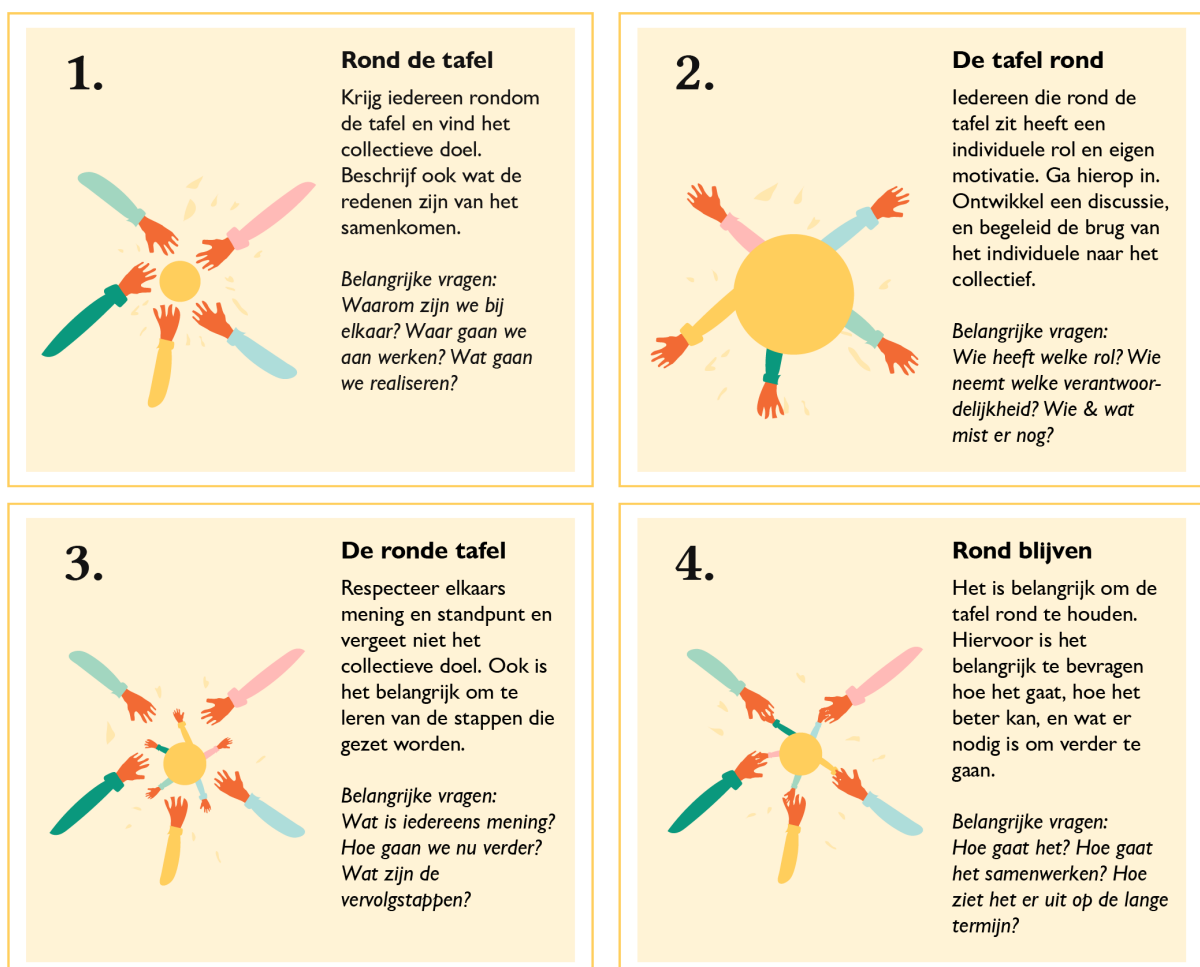 1.
Rond de tafel
Krijg iedereen rondom
de tafel en vind het
collectieve doel.
Beschrijf ook wat de
redenen zijn van het
samenkomen.
Belangrijke vragen:
Waarom zijn we bij
elkaar? Waar gaan we
aan werken? Wat gaan
we realiseren?
2.
De tafel rond
Iedereen die rond de
tafel zit heeft een
individuele rol en eigen
motivatie. Ga hierop in.
Ontwikkel een discussie,
en begeleid de brug van
het individuele naar het
collectief.
Belangrijke vragen:
Wie heeft welke rol? Wie
neemt welke verantwoor-
delijkheid? Wie & wat
mist er nog?
3.
De ronde tafel
Respecteer elkaars
mening en standpunt en
vergeet niet het
collectieve doel. Ook is
het belangrijk om te
leren van de stappen die
gezet worden.
Belangrijke vragen:
Wat is iedereens mening?
Hoe gaan we nu verder?
Wat zijn de
vervolgstappen?
4.
Rond blijven
Het is belangrijk om de
tafel rond te houden.
Hiervoor is het
belangrijk te bevragen
hoe het gaat, hoe het
beter kan, en wat er
nodig is om verder te
gaan.
Belangrijke vragen:
Hoe gaat het? Hoe gaat
het samenwerken? Hoe
ziet het er uit op de lange
termijn?